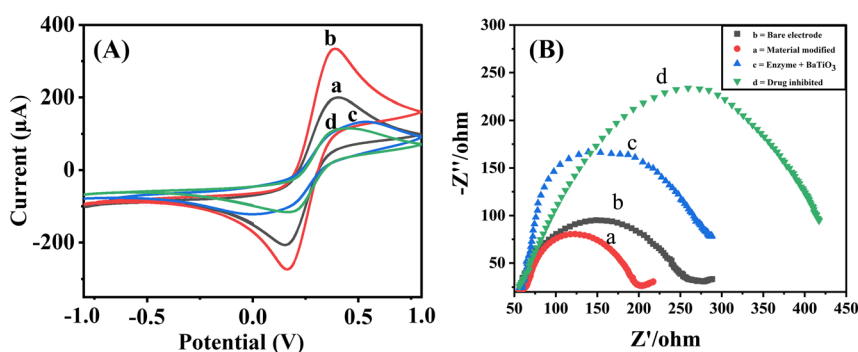 (A)
b
a
c
d
Current (µA)
400
200
0
-200
-1.0
-0.5
0.0
0.5
1.0
Potential (V)
(B)
b = Bare electrode
a = Material modified
c = Enzyme + BaTiO3
d = Drug inhibited
d
c
b
a
-Z''/ohm
300
250
200
150
100
50
50
100
150
200
250
300
350
400
450
Z'/ohm